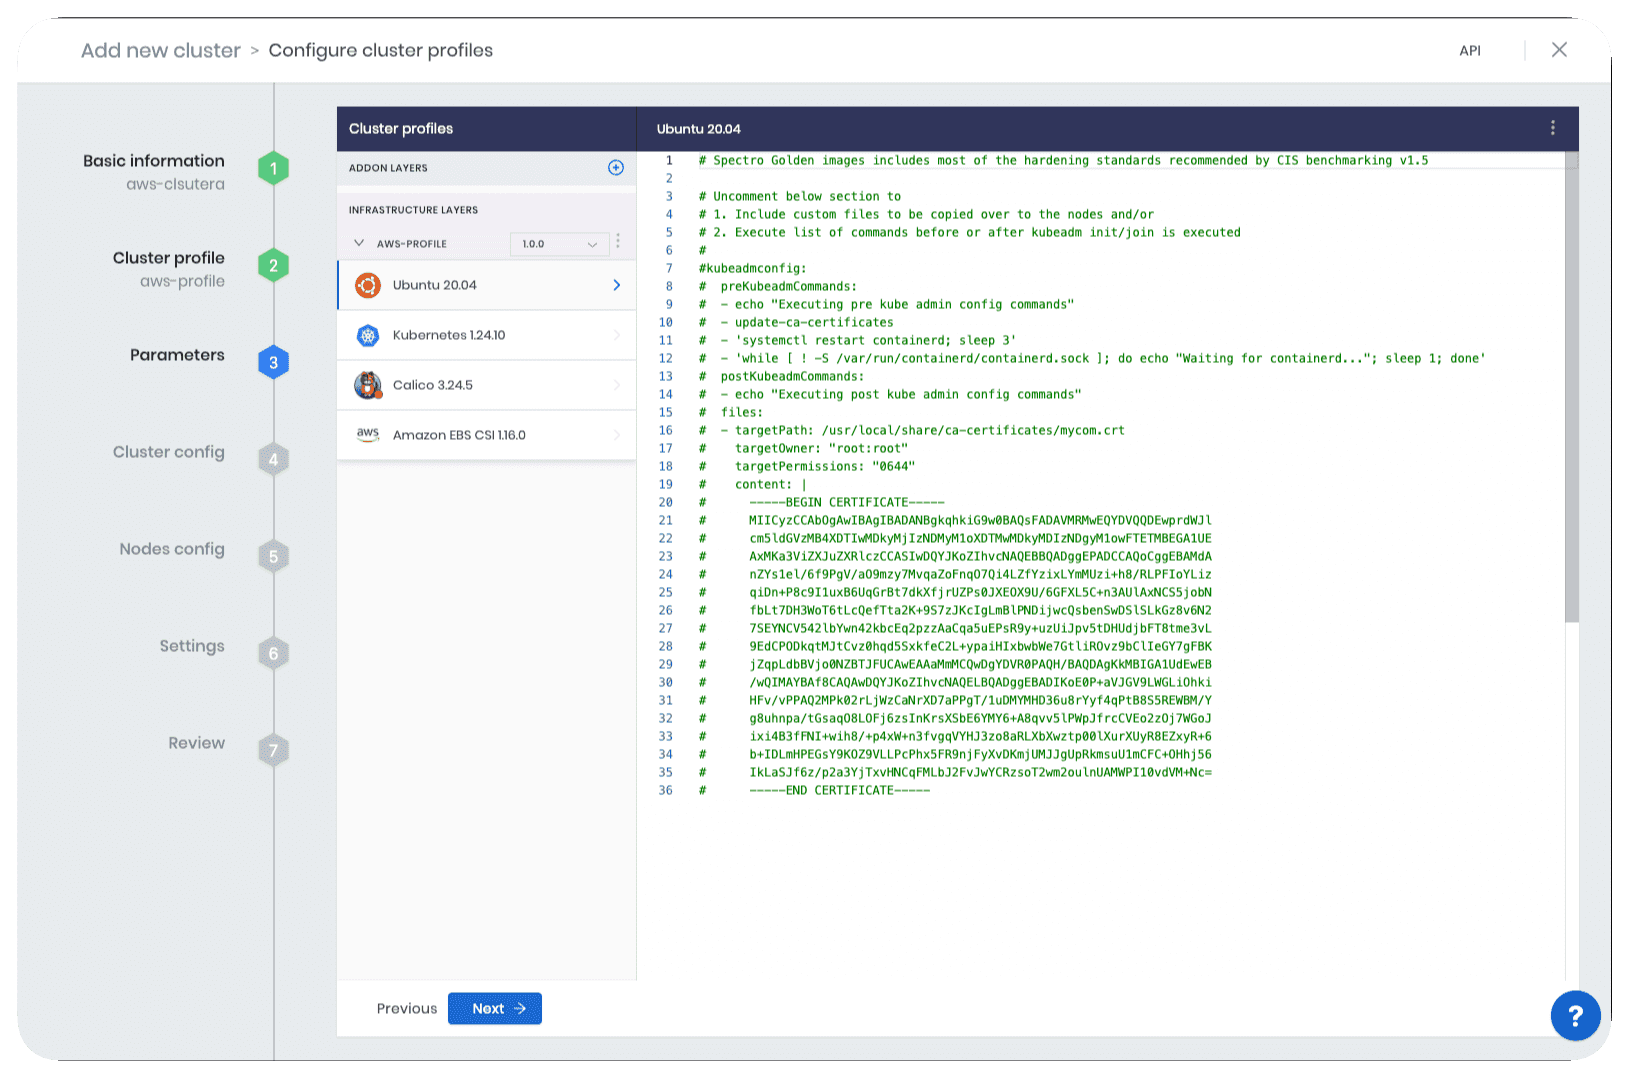 Add new cluster > Configure cluster profiles
API
Basic information
aws-clsutera
1
Cluster profile
aws-profile
2
Parameters
3
Cluster config
4
Nodes config
5
Settings
6
Review
7
Cluster profiles
ADDON LAYERS
INFRASTRUCTURE LAYERS
AWS-PROFILE 1.0.0
Ubuntu 20.04
Kubernetes 1.24.10
Calico 3.24.5
aws Amazon EBS CSI 1.16.0
Ubuntu 20.04
1 # Spectro Golden images includes most of the hardening standards recommended by CIS benchmarking v1.5
2
3 # Uncomment below section to
4 # 1. Include custom files to be copied over to the nodes and/or
5 # 2. Execute list of commands before or after kubeadm init/join is executed
6 #
7 #kubeadmconfig:
8 #  preKubeadmCommands:
9 #  - echo "Executing pre kube admin config commands"
10 #  - update-ca-certificates
11 #  - 'systemctl restart containerd; sleep 3'
12 #  - 'while [ ! -S /var/run/containerd/containerd.sock ]; do echo "Waiting for containerd..."; sleep 1; done'
13 #  postKubeadmCommands:
14 #  - echo "Executing post kube admin config commands"
15 #  files:
16 #  - targetPath: /usr/local/share/ca-certificates/mycom.crt
17 #    targetOwner: "root:root"
18 #    targetPermissions: "0644"
19 #    content: |
20 #      -----BEGIN CERTIFICATE-----
21 #      MIICyzCCAbOgAwIBAgIBADANBgkqhkiG9w0BAQsFADAVMRMwEQYDVQQDEwprdWJl
22 #      cm5ldGVzMB4XDTIwMDkyMjIzNDMyM1oXDTMwMDkyMDIzNDgyM1owFTETMBEGA1UE
23 #      AxMKa3ViZXJuZXRlczCCASIwDQYJKoZIhvcNAQEBBQADggEPADCCAQoCggEBAMdA
24 #      nZYs1el/6f9PgV/aO9mzy7MvqaZoFnqO7Qi4LZfYzixLYmMUzi+h8/RLPFIoYLiz
25 #      qiDn+P8c9I1uxB6UqGrBt7dkXfjrUZPs0JXEOX9U/6GFXL5C+n3AUlAxNCS5jobN
26 #      fbLt7DH3WoT6tLcQefTta2K+9S7zJKcIgLmBlPNDijwcQsbenSwDSlSLkGz8v6N2
27 #      7SEYNCV542lbYwn42kbcEq2pzzAaCqa5uEPsR9y+uzUiJpv5tDHUdjbFT8tme3vL
28 #      9EdCPODkqtMJtCvz0hqd5SxkfeC2L+ypaiHIxbwbWe7GtliROvz9bClIeGY7gFBK
29 #      jZqpLdbBVjo0NZBTJFUCAwEAAaMmMCQwDgYDVR0PAQH/BAQDAgKkMBIGA1UdEwEB
30 #      /wQIMAYBAf8CAQAwDQYJKoZIhvcNAQELBQADggEBADIKoE0P+aVJGV9LWGLiOhki
31 #      HFv/vPPAQ2MPk02rLjWzCaNrXD7aPPgT/1uDMYMHD36u8rYyf4qPtB8S5REWBM/Y
32 #      g8uhnpa/tGsaqO8LOFj6zsInKrsXSbE6YMY6+A8qvv5lPWpJfrcCVEo2zOj7WGoJ
33 #      ixi4B3fFNI+wih8/+p4xW+n3fvgqVYHJ3zo8aRLXbXwztp00lXurXUyR8EZxyR+6
34 #      b+IDLmHPEGsY9KOZ9VLLPcPhx5FR9njFyXvDKmjUMJJgUpRkmsuU1mCFC+OHhj56
35 #      IkLaSJf6z/p2a3YjTxvHNCqFMLbJ2FvJwYCRzsoT2wm2oulnUAMWPI10vdVM+Nc=
36 #      -----END CERTIFICATE-----
Previous
Next →
?